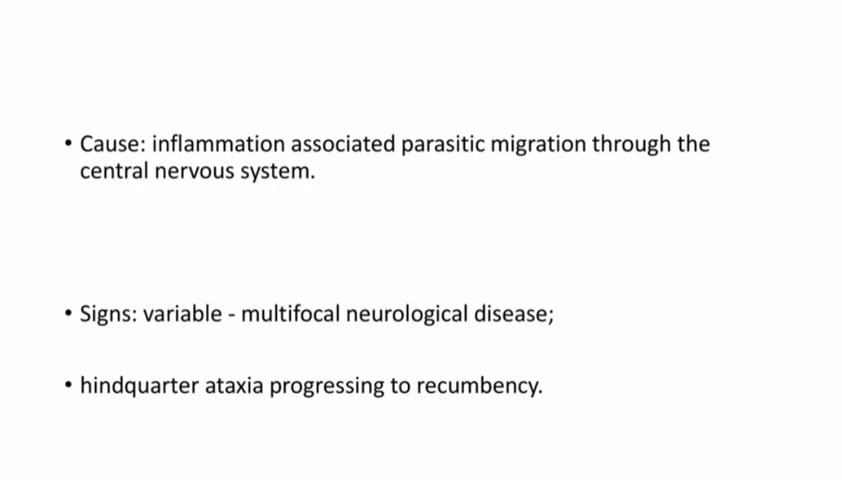 • Cause: inflammation associated parasitic migration through the
central nervous system.
• Signs: variable - multifocal neurological disease;
• hindquarter ataxia progressing to recumbency.